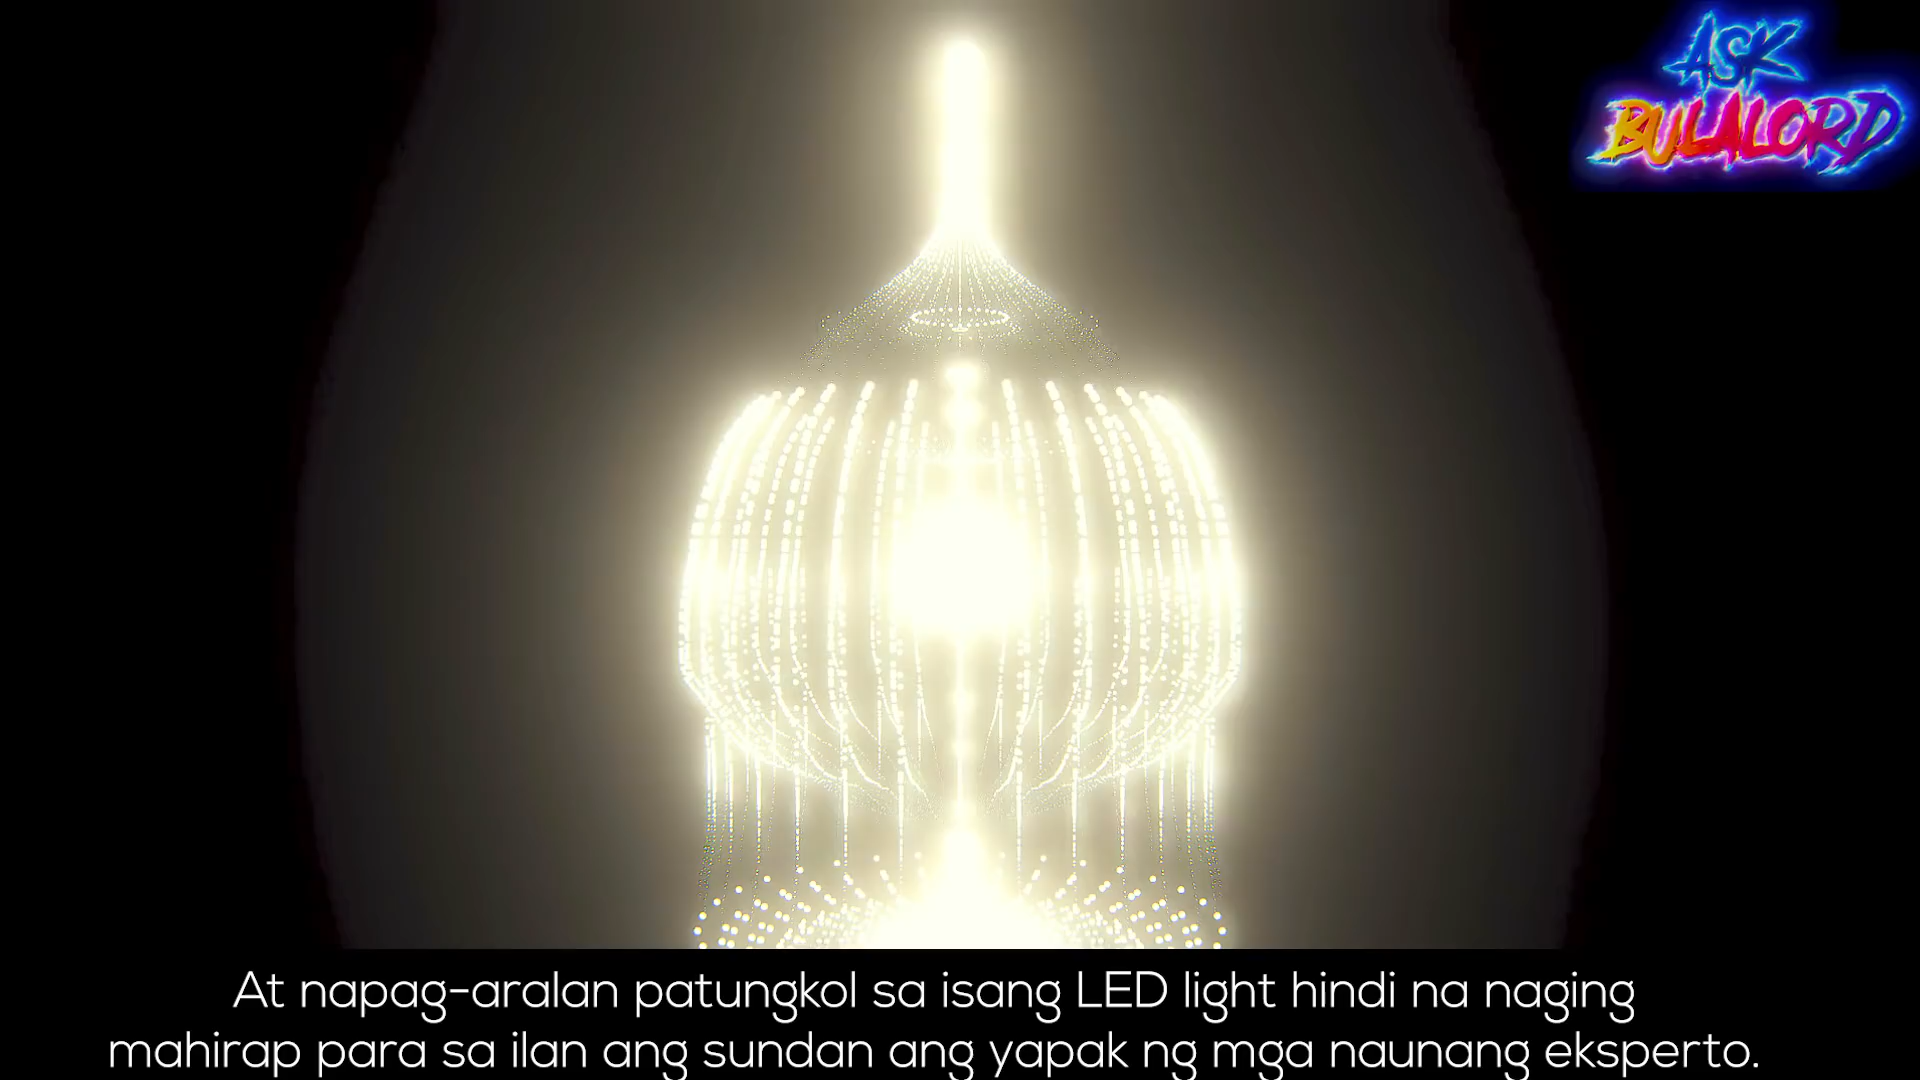 ASK
BULALORD
At napag-aralan patungkol sa isang LED light hindi na naging
mahirap para sa ilan ang sundan ang yapak ng mga naunang eksperto.